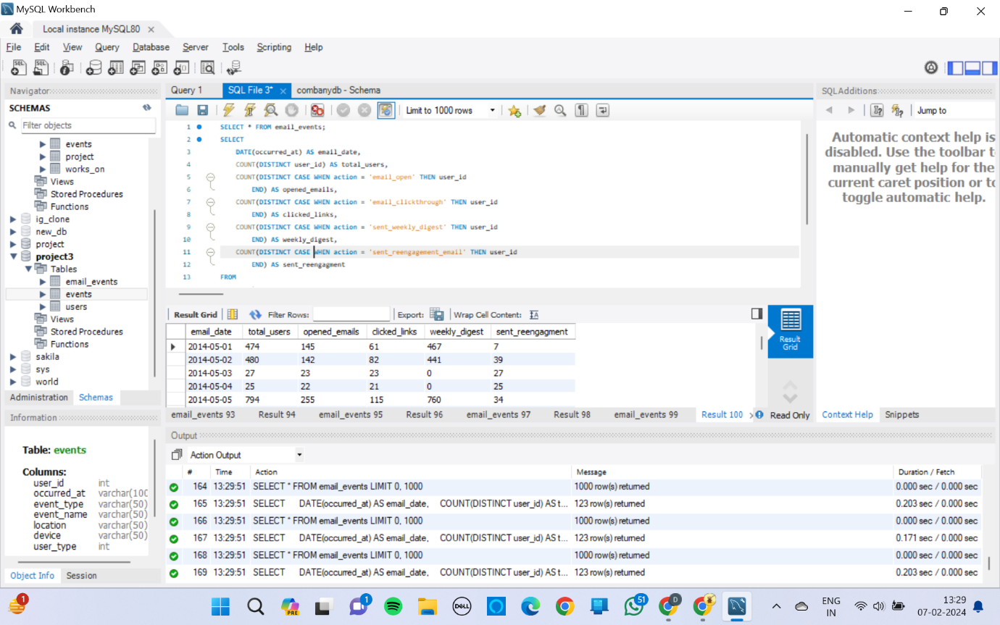 MySQL Workbench
Local instance MySQL80
File Edit View Query Database Server Tools Scripting Help
Navigator
SCHEMAS
Filter objects
events
project
works_on
Views
Stored Procedures
Functions
ig_clone
new_db
project
project3
Tables
email_events
events
users
Views
Stored Procedures
Functions
sakila
sys
world
Administration Schemas
Information
Table: events
Columns:
user_id int
occurred_at varchar(100
event_type varchar(50)
event_name varchar(50)
location varchar(50)
device varchar(50)
user_type int
Object Info Session
Query 1 SQL File 3* combanydb - Schema
Limit to 1000 rows
1 SELECT * FROM email_events;
2 SELECT
3 DATE(occurred_at) AS email_date,
4 COUNT(DISTINCT user_id) AS total_users,
5 COUNT(DISTINCT CASE WHEN action = 'email_open' THEN user_id
6 END) AS opened_emails,
7 COUNT(DISTINCT CASE WHEN action = 'email_clickthrough' THEN user_id
8 END) AS clicked_links,
9 COUNT(DISTINCT CASE WHEN action = 'sent_weekly_digest' THEN user_id
10 END) AS weekly_digest,
11 COUNT(DISTINCT CASE WHEN action = 'sent_reengagement_email' THEN user_id
12 END) AS sent_reengagment
13 FROM
Result Grid Filter Rows: Export: Wrap Cell Content:
email_date total_users opened_emails clicked_links weekly_digest sent_reengagment
2014-05-01 474 145 61 467 7
2014-05-02 480 142 82 441 39
2014-05-03 27 23 23 0 27
2014-05-04 25 22 21 0 25
2014-05-05 794 255 115 760 34
Result
Grid
email_events 93 Result 94 email_events 95 Result 96 email_events 97 Result 98 email_events 99 Result 100 Read Only
SQLAdditions
Jump to
Automatic context help is
disabled. Use the toolbar t
manually get help for the
current caret position or to
toggle automatic help.
Context Help Snippets
Output
Action Output
# Time Action Message Duration / Fetch
164 13:29:51 SELECT * FROM email_events LIMIT 0, 1000 1000 row(s) returned 0.000 sec / 0.000 sec
165 13:29:51 SELECT DATE(occurred_at) AS email_date, COUNT(DISTINCT user_id) AS t... 123 row(s) returned 0.203 sec / 0.000 sec
166 13:29:51 SELECT * FROM email_events LIMIT 0, 1000 1000 row(s) returned 0.000 sec / 0.000 sec
167 13:29:51 SELECT DATE(occurred_at) AS email_date, COUNT(DISTINCT user_id) AS t... 123 row(s) returned 0.171 sec / 0.000 sec
168 13:29:51 SELECT * FROM email_events LIMIT 0, 1000 1000 row(s) returned 0.000 sec / 0.000 sec
169 13:29:51 SELECT DATE(occurred_at) AS email_date, COUNT(DISTINCT user_id) AS t... 123 row(s) returned 0.203 sec / 0.000 sec
1
PRE
1
DELL
51
D
ENG
IN
13:29
07-02-2024